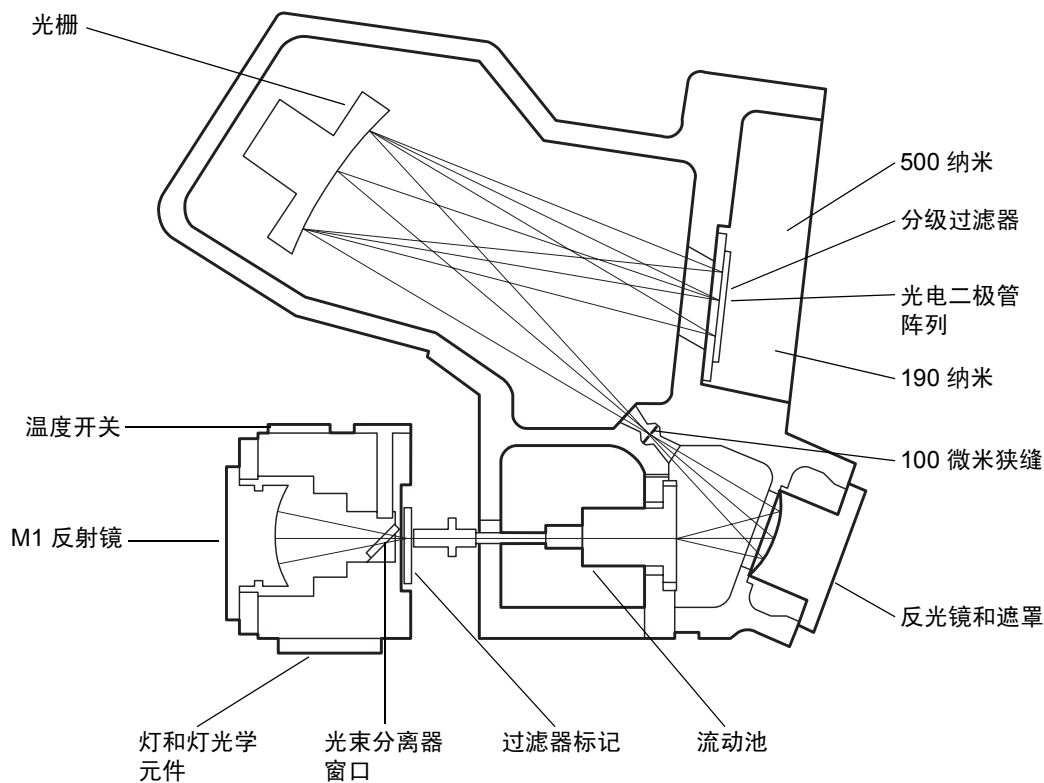 光栅
500 纳米
分级过滤器
光电二极管
阵列
190 纳米
温度开关
100 微米狭缝
M1 反射镜
反光镜和遮罩
灯和灯光学
元件
光束分离器
窗口
过滤器标记
流动池